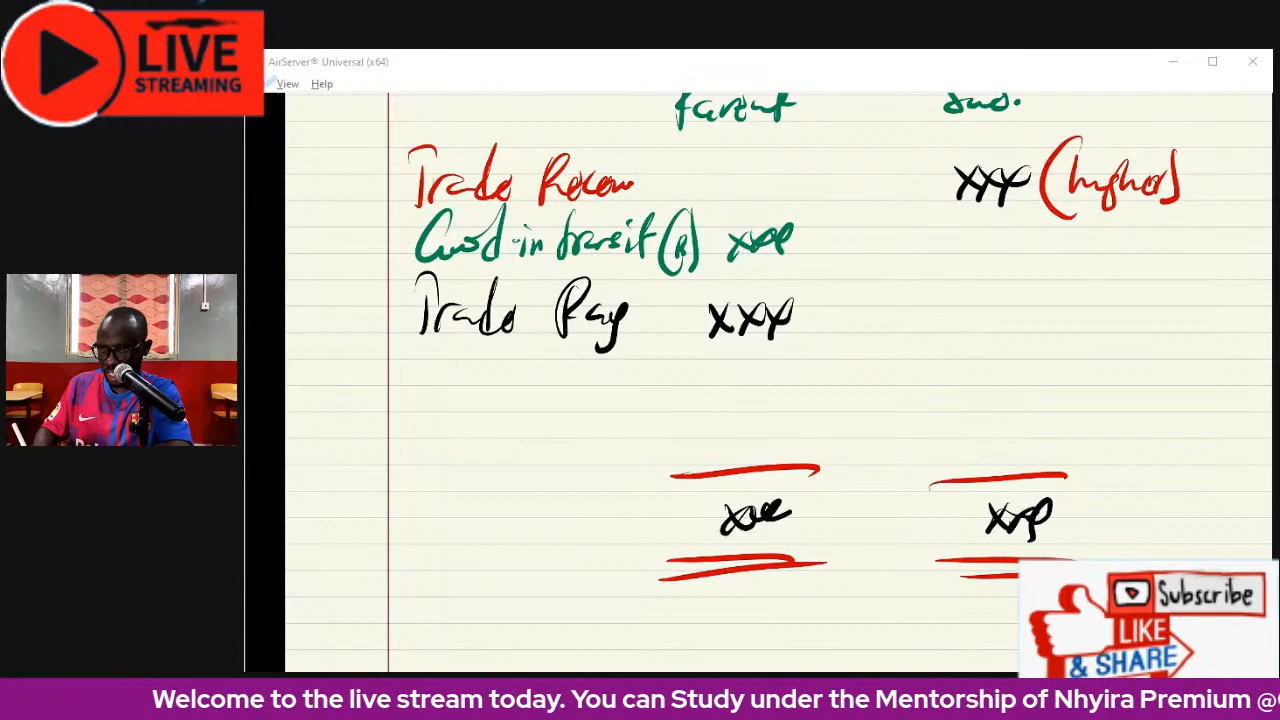 LIVE
STREAMING
AirServer® Universal (x64)
View Help
Parent Sub.
Trade Receiv xxx (higher)
Good in transit (R) xxx
Trade Pay xxx
xxx xxx
Subscribe
LIKE
& SHARE
Welcome to the live stream today. You can Study under the Mentorship of Nhyira Premium @